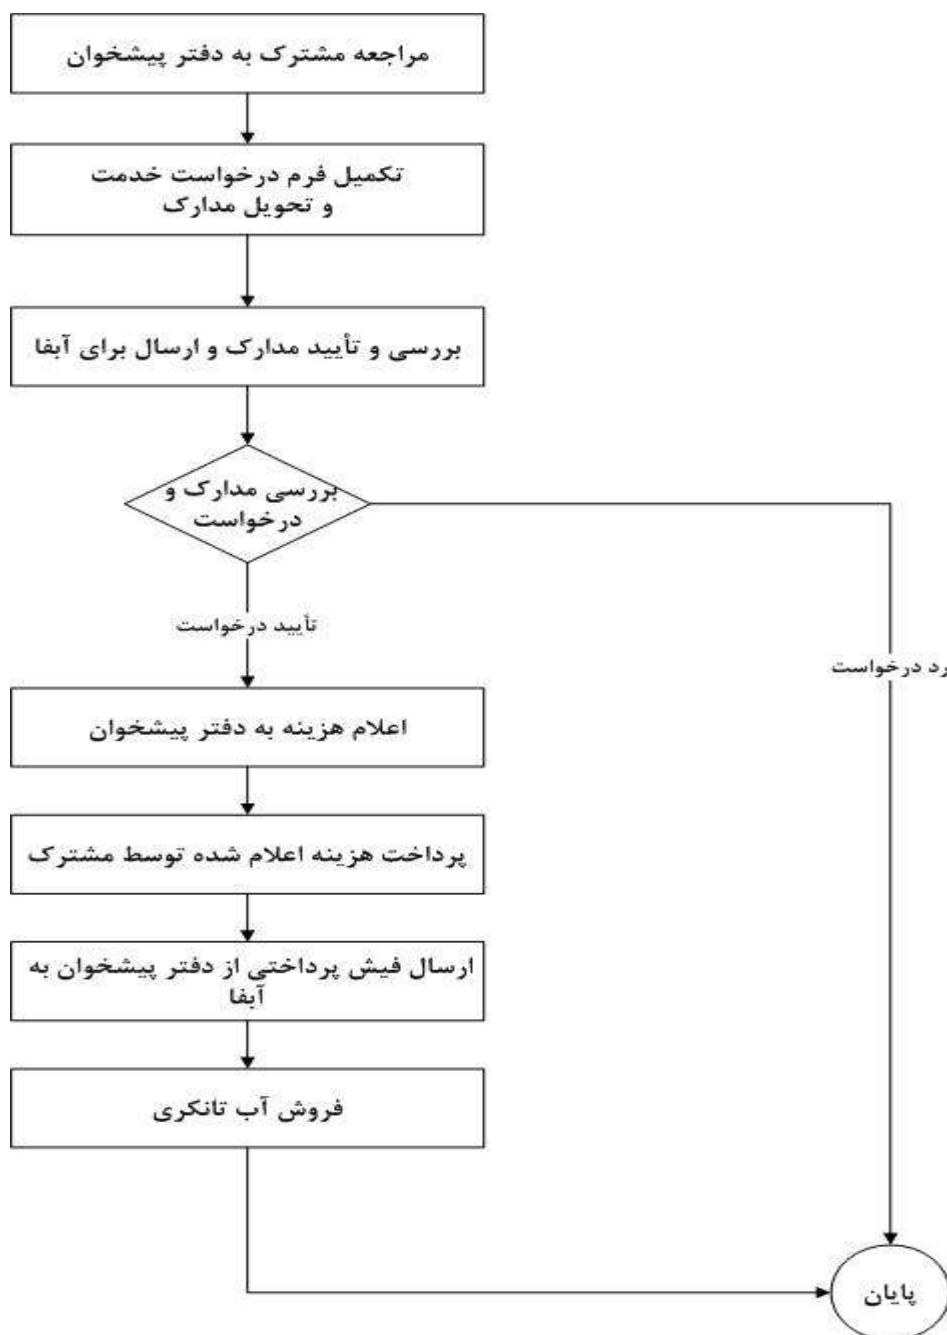 مراجعه مشترک به دفتر پیشخوان
تکمیل فرم درخواست خدمت
و تحویل مدارک
بررسی و تأیید مدارک و ارسال برای آبفا
بررسی مدارک و
درخواست
تأیید درخواست
رد درخواست
اعلام هزینه به دفتر پیشخوان
پرداخت هزینه اعلام شده توسط مشترک
ارسال فیش پرداختی از دفتر پیشخوان به
آبفا
فروش آب تانکری
پایان